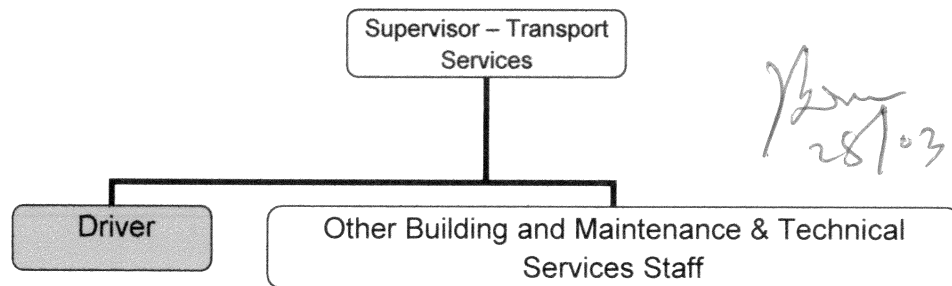 Supervisor – Transport
Services
28/03
Driver
Other Building and Maintenance & Technical
Services Staff